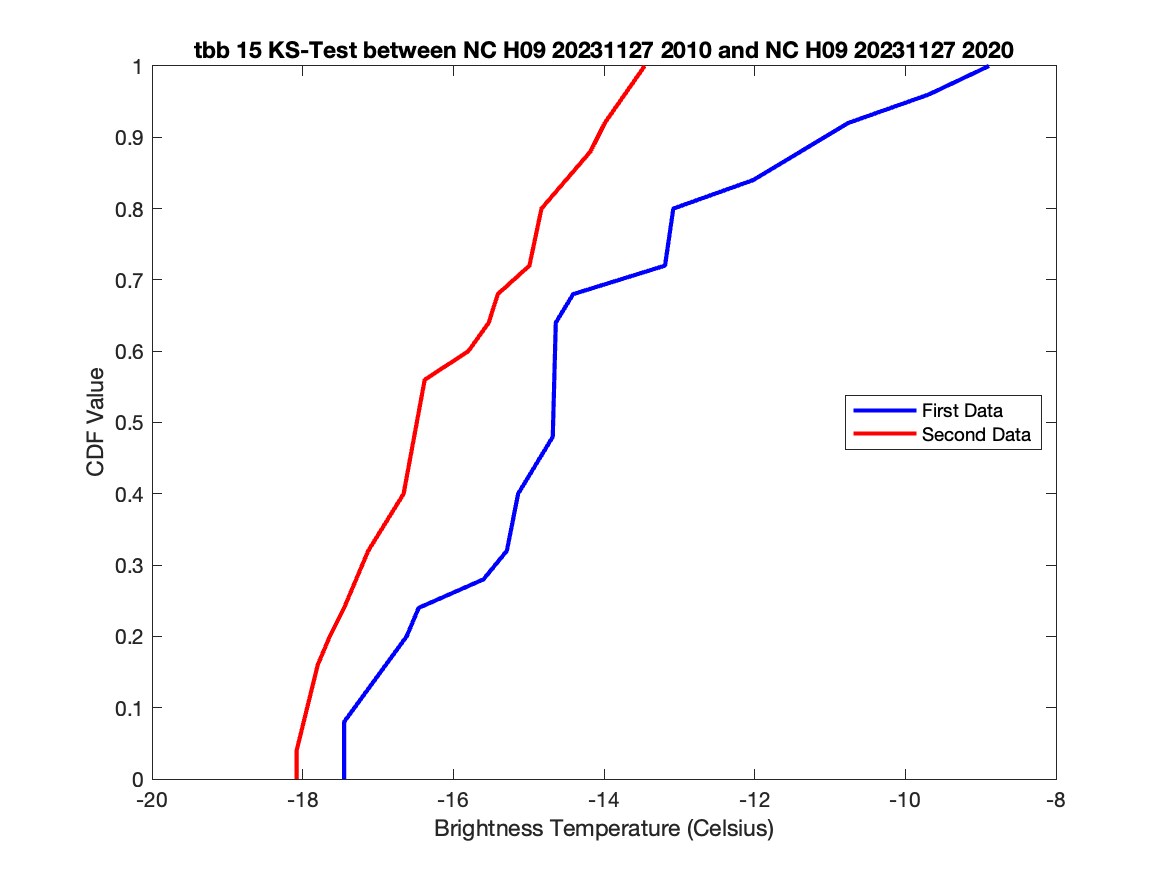 tbb 15 KS-Test between NC H09 20231127 2010 and NC H09 20231127 2020
1
0.9
0.8
0.7
0.6
0.5
0.4
0.3
0.2
0.1
0
CDF Value
First Data
Second Data
-20 -18 -16 -14 -12 -10 -8
Brightness Temperature (Celsius)